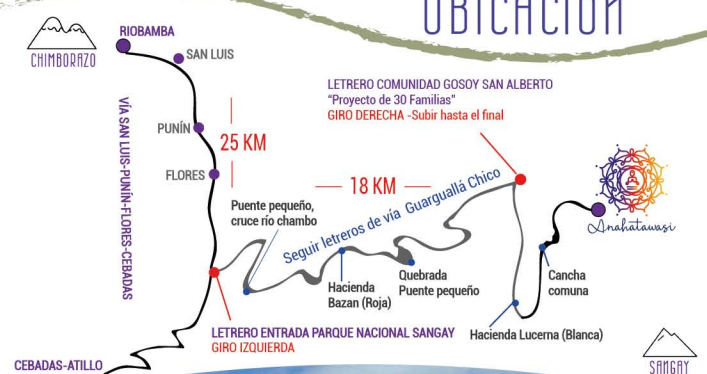 UBICACIÓN
CHIMBORAZO
RIOBAMBA
SAN LUIS
VÍA SAN LUIS-PUNÍN-FLORES-CEBADAS
PUNÍN
25 KM
FLORES
LETRERO COMUNIDAD GOSOY SAN ALBERTO
"Proyecto de 30 Familias"
GIRO DERECHA -Subir hasta el final
18 KM
Puente pequeño,
cruce río chambo
Seguir letreros de vía Guarguallá Chico
Anahatawasi
Hacienda
Bazan (Roja)
Quebrada
Puente pequeño
Cancha
comuna
LETRERO ENTRADA PARQUE NACIONAL SANGAY
GIRO IZQUIERDA
Hacienda Lucerna (Blanca)
CEBADAS-ATILLO
SANGAY